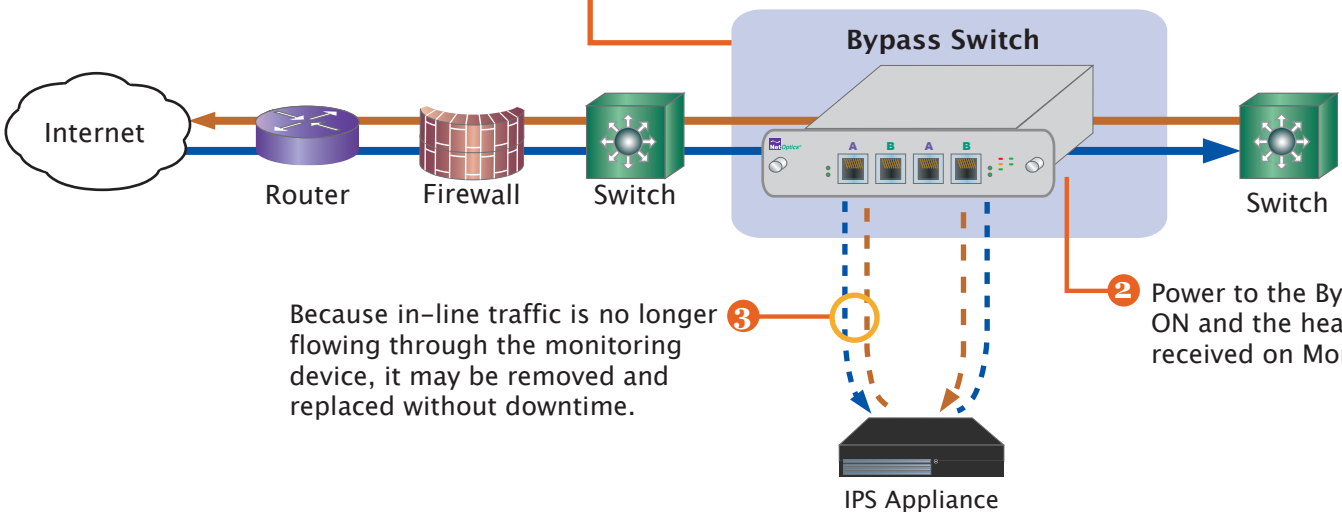 Bypass Switch
Internet
Net Optics
A B A B
Router
Firewall
Switch
Switch
2
Power to the By
ON and the hea
received on Mo
3
Because in-line traffic is no longer
flowing through the monitoring
device, it may be removed and
replaced without downtime.
IPS Appliance